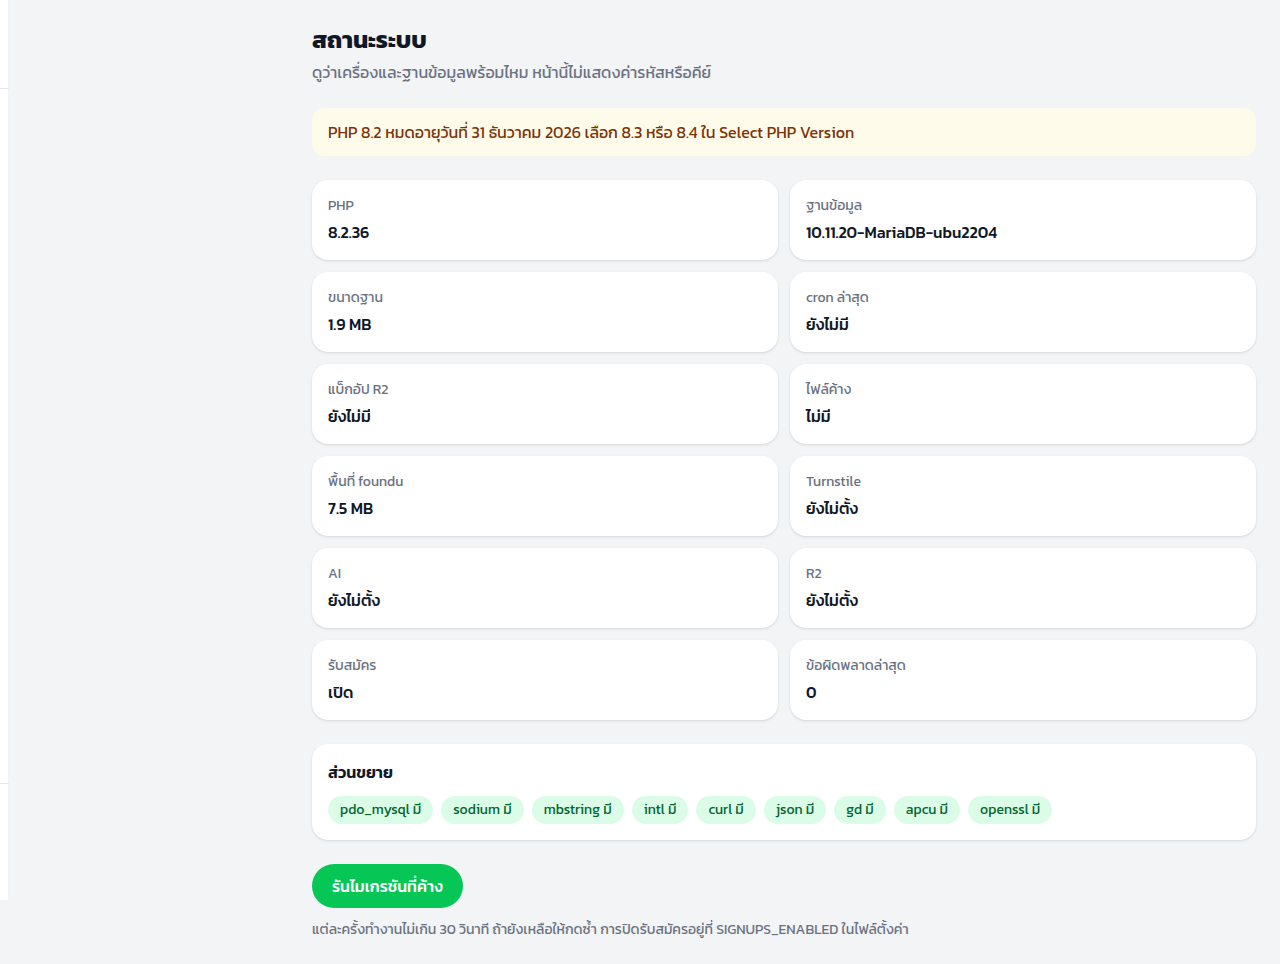 สถานะระบบ
ดูว่าเครื่องและฐานข้อมูลพร้อมไหม หน้านี้ไม่แสดงค่ารหัสหรือคีย์
PHP 8.2 หมดอายุวันที่ 31 ธันวาคม 2026 เลือก 8.3 หรือ 8.4 ใน Select PHP Version
PHP
8.2.36
ฐานข้อมูล
10.11.20-MariaDB-ubu2204
ขนาดฐาน
1.9 MB
cron ล่าสุด
ยังไม่มี
แบ็กอัป R2
ยังไม่มี
ไฟล์ค้าง
ไม่มี
พื้นที่ foundu
7.5 MB
Turnstile
ยังไม่ตั้ง
AI
ยังไม่ตั้ง
R2
ยังไม่ตั้ง
รับสมัคร
เปิด
ข้อผิดพลาดล่าสุด
0
ส่วนขยาย
pdo_mysql มี sodium มี mbstring มี intl มี curl มี json มี gd มี apcu มี openssl มี
รันไมเกรชันที่ค้าง
แต่ละครั้งทำงานไม่เกิน 30 วินาที ถ้ายังเหลือให้กดซ้ำ การปิดรับสมัครอยู่ที่ SIGNUPS_ENABLED ในไฟล์ตั้งค่า